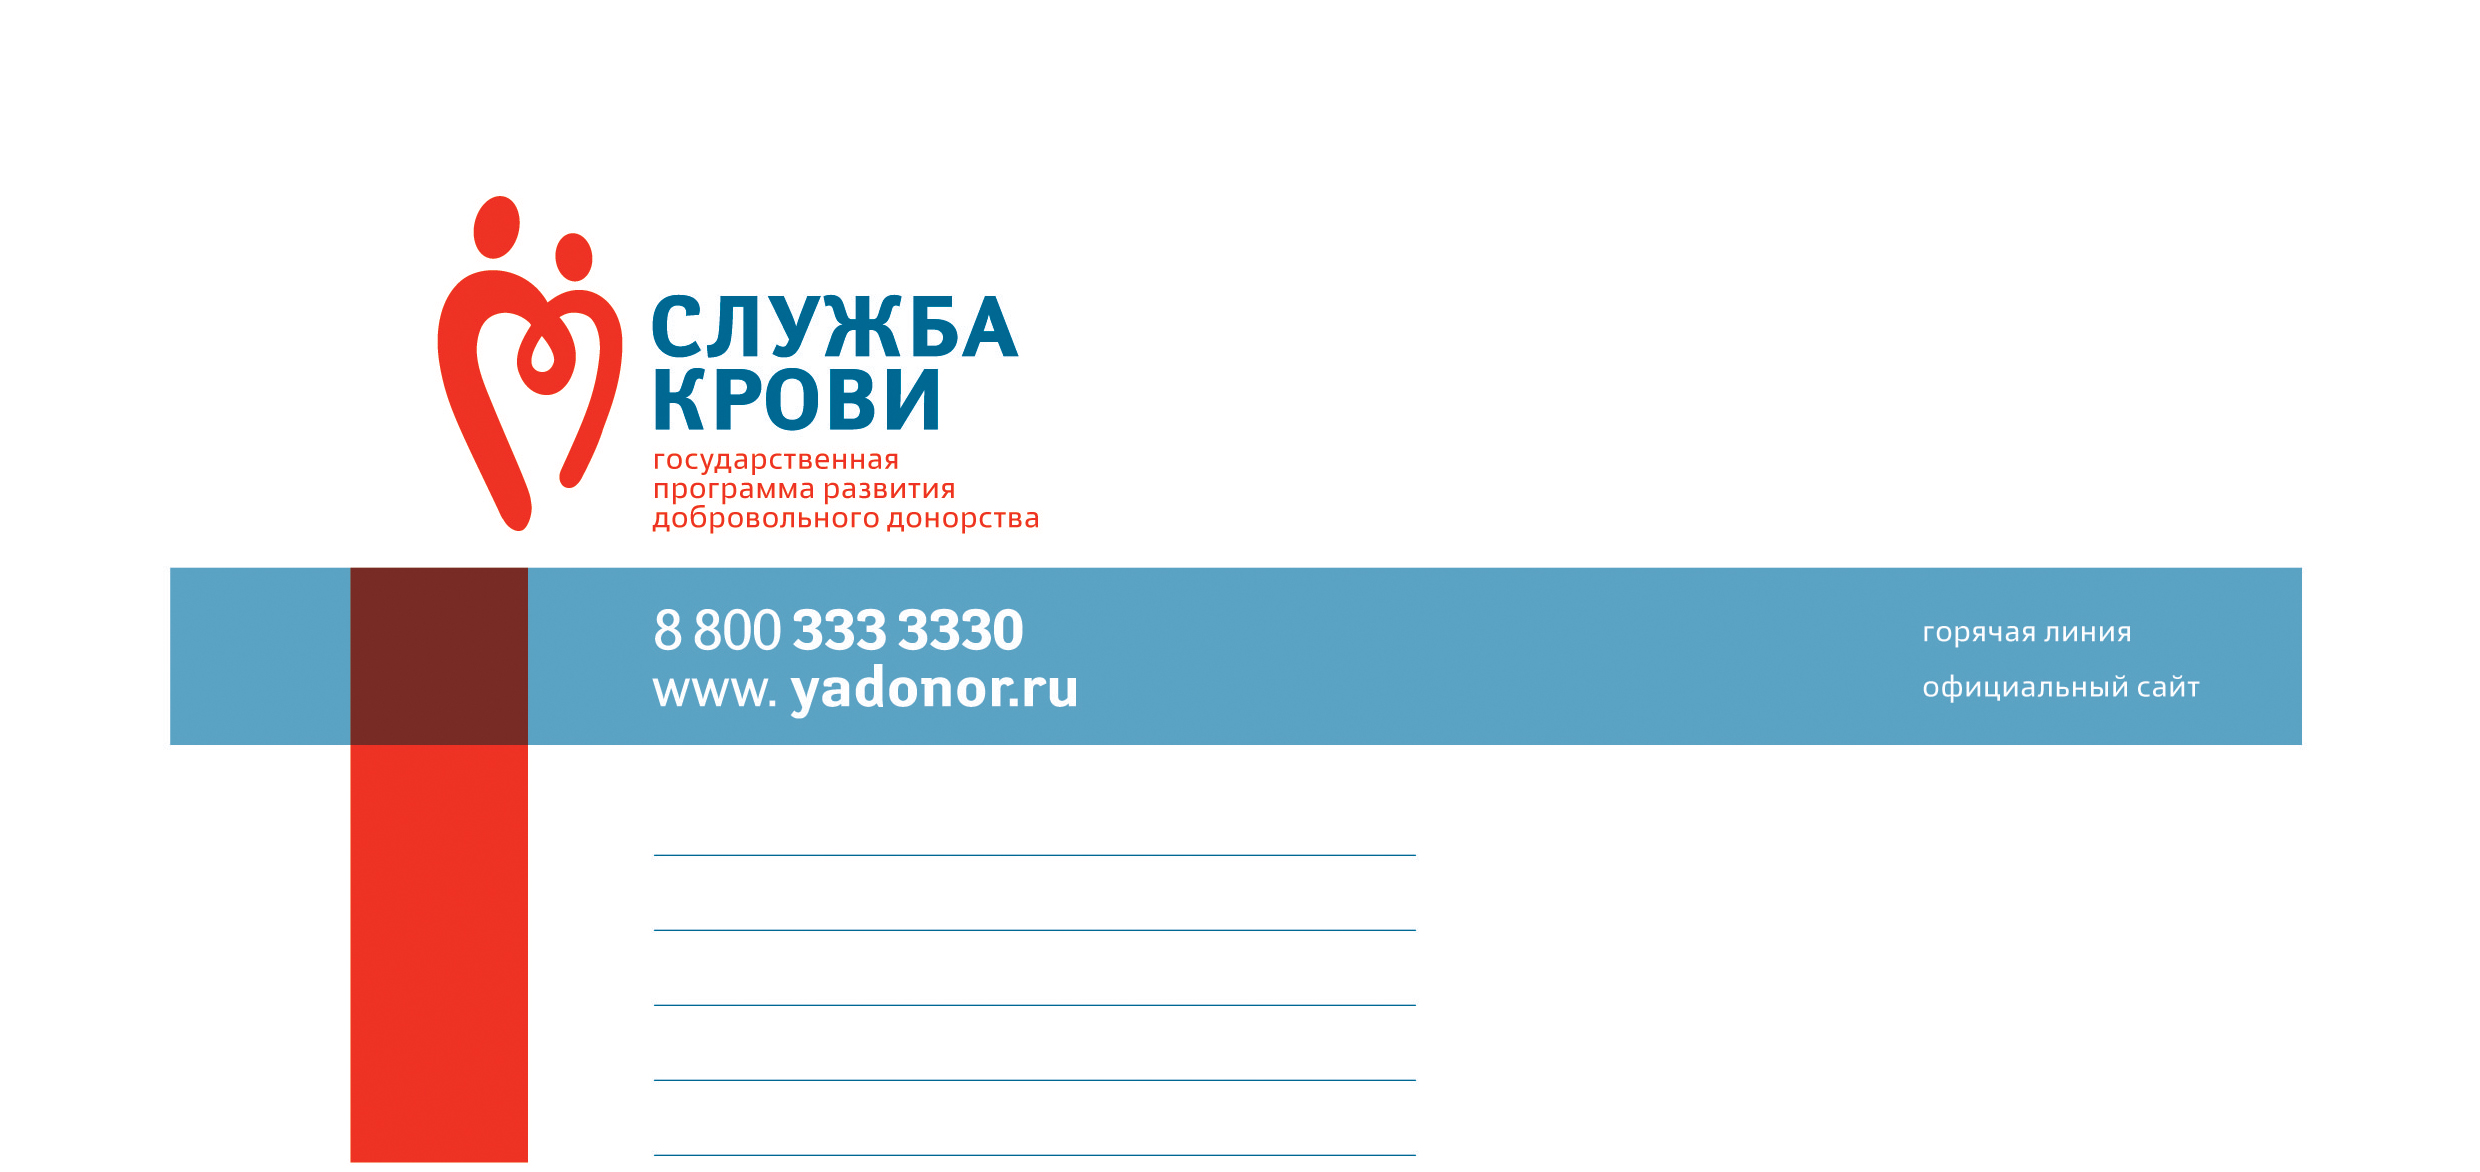 СЛУЖБА
КРОВИ
государственная
программа развития
добровольного донорства
8 800 333 3330 горячая линия
www. yadonor.ru официальный сайт